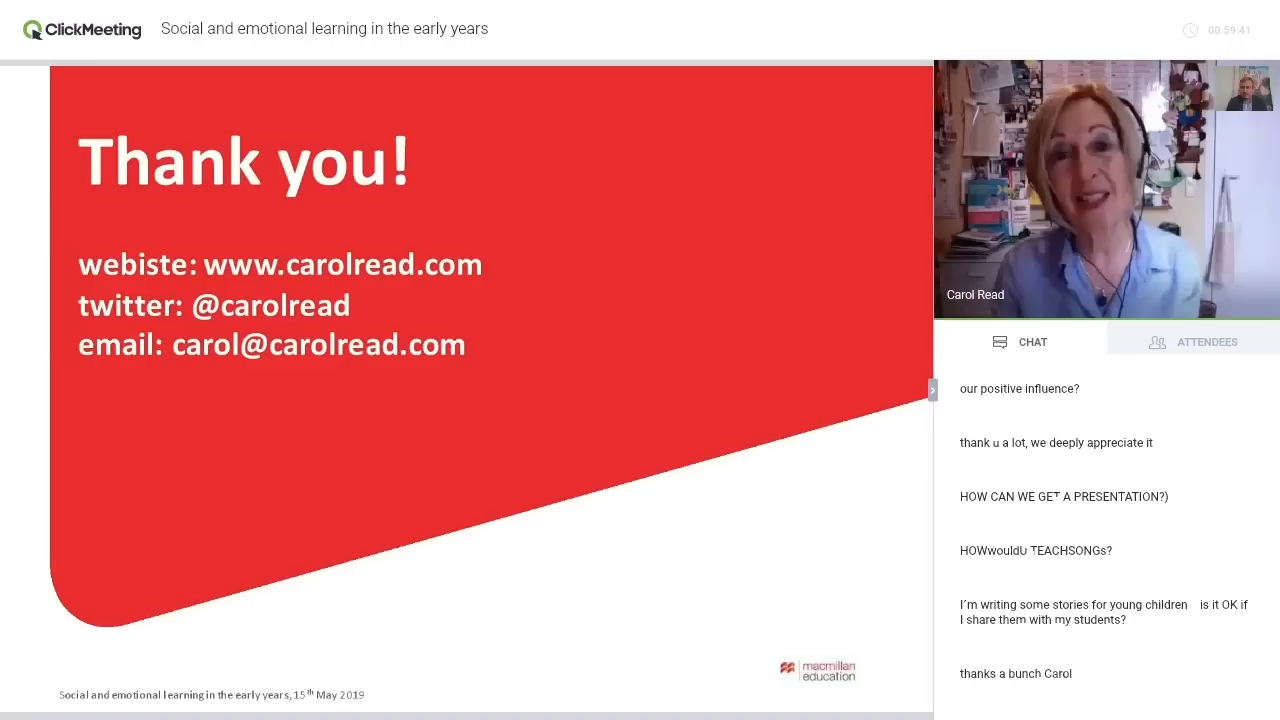 ClickMeeting
Social and emotional learning in the early years
00:59:41
Thank you!
webiste: www.carolread.com
twitter: @carolread
email: carol@carolread.com
macmillan
education
Social and emotional learning in the early years, 15th May 2019
Carol Read
CHAT
ATTENDEES
our positive influence?
thank u a lot, we deeply appreciate it
HOW CAN WE GET A PRESENTATION?)
HOWwouldU TEACHSONGs?
I´m writing some stories for young children is it OK if
I share them with my students?
thanks a bunch Carol